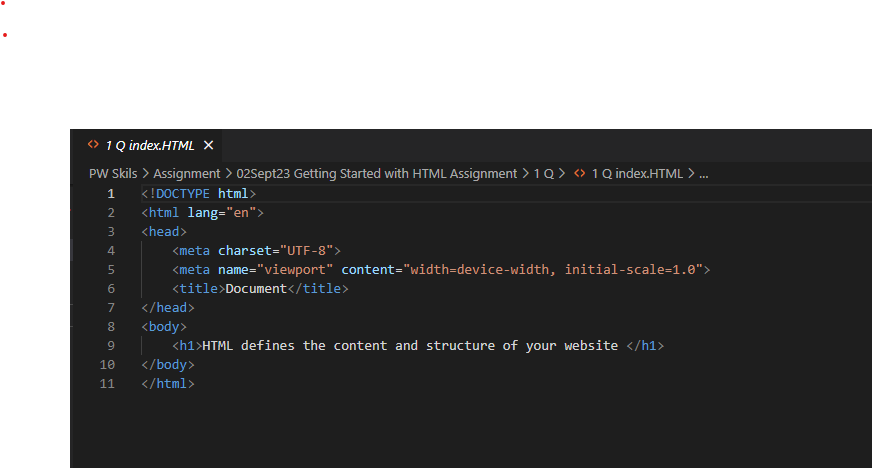 <> 1 Q index.HTML ×
PW Skils > Assignment > 02Sept23 Getting Started with HTML Assignment > 1 Q > <> 1 Q index.HTML > ...
1 <!DOCTYPE html>
2 <html lang="en">
3 <head>
4     <meta charset="UTF-8">
5     <meta name="viewport" content="width=device-width, initial-scale=1.0">
6     <title>Document</title>
7 </head>
8 <body>
9     <h1>HTML defines the content and structure of your website </h1>
10 </body>
11 </html>